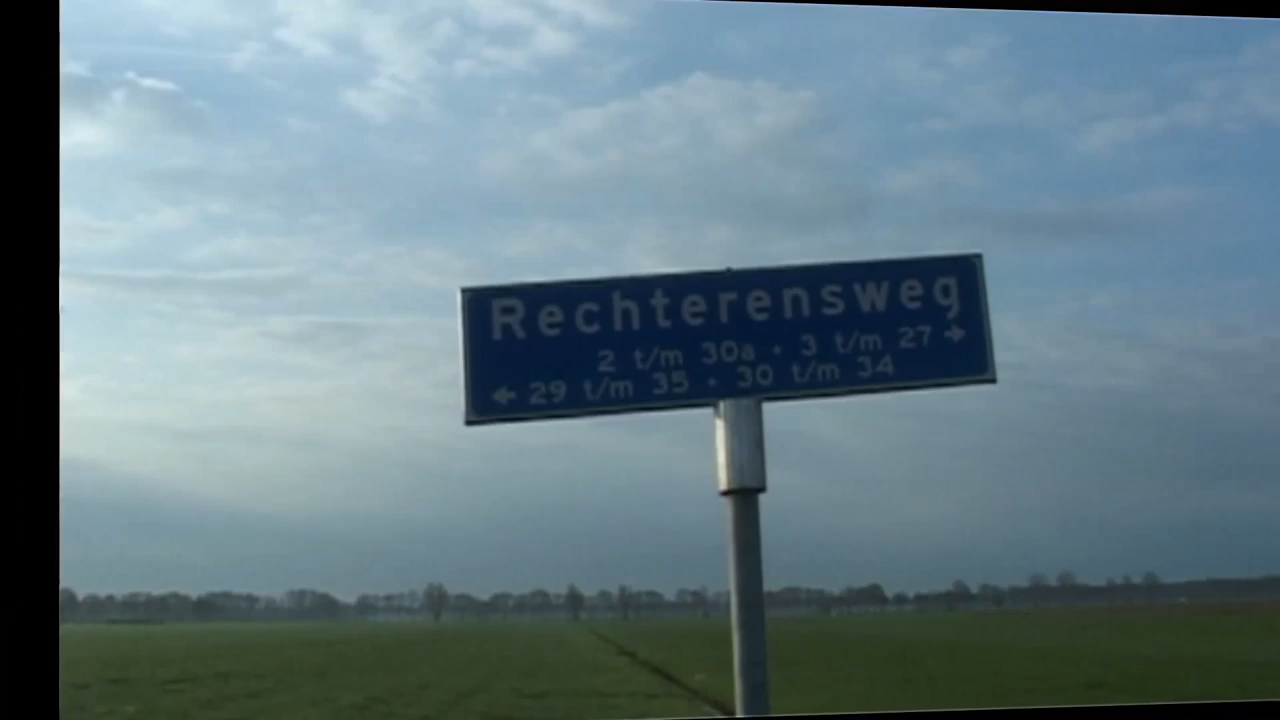 Rechterensweg
2 t/m 30a · 3 t/m 27 →
← 29 t/m 35 · 30 t/m 34